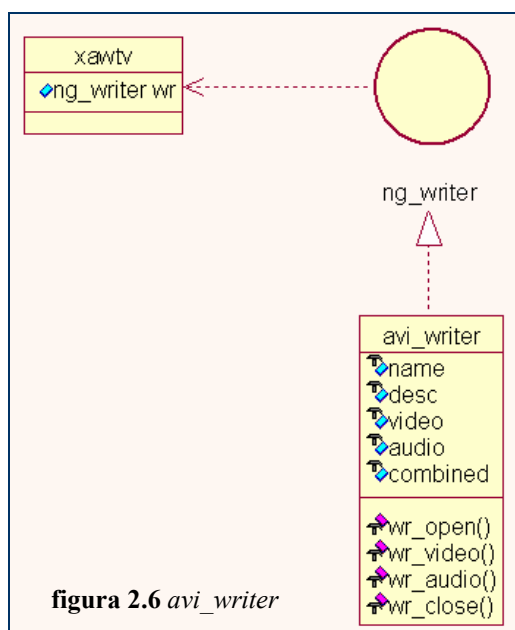 xawtv
ng_writer wr
ng_writer
avi_writer
name
desc
video
audio
combined
wr_open()
wr_video()
wr_audio()
wr_close()
figura 2.6 avi_writer